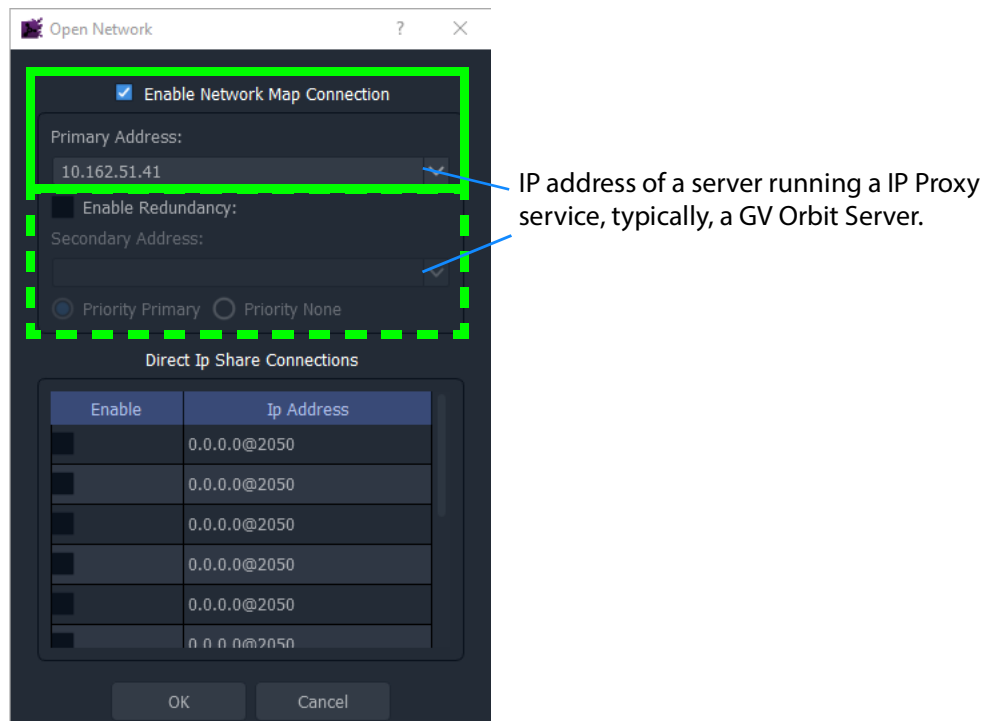 Open Network
?
Enable Network Map Connection
Primary Address:
10.162.51.41
Enable Redundancy:
Secondary Address:
Priority Primary
Priority None
IP address of a server running a IP Proxy
service, typically, a GV Orbit Server.
Direct Ip Share Connections
Enable Ip Address
0.0.0.0@2050
0.0.0.0@2050
0.0.0.0@2050
0.0.0.0@2050
0.0.0.0@2050
0.0.0.0@2050
OK Cancel